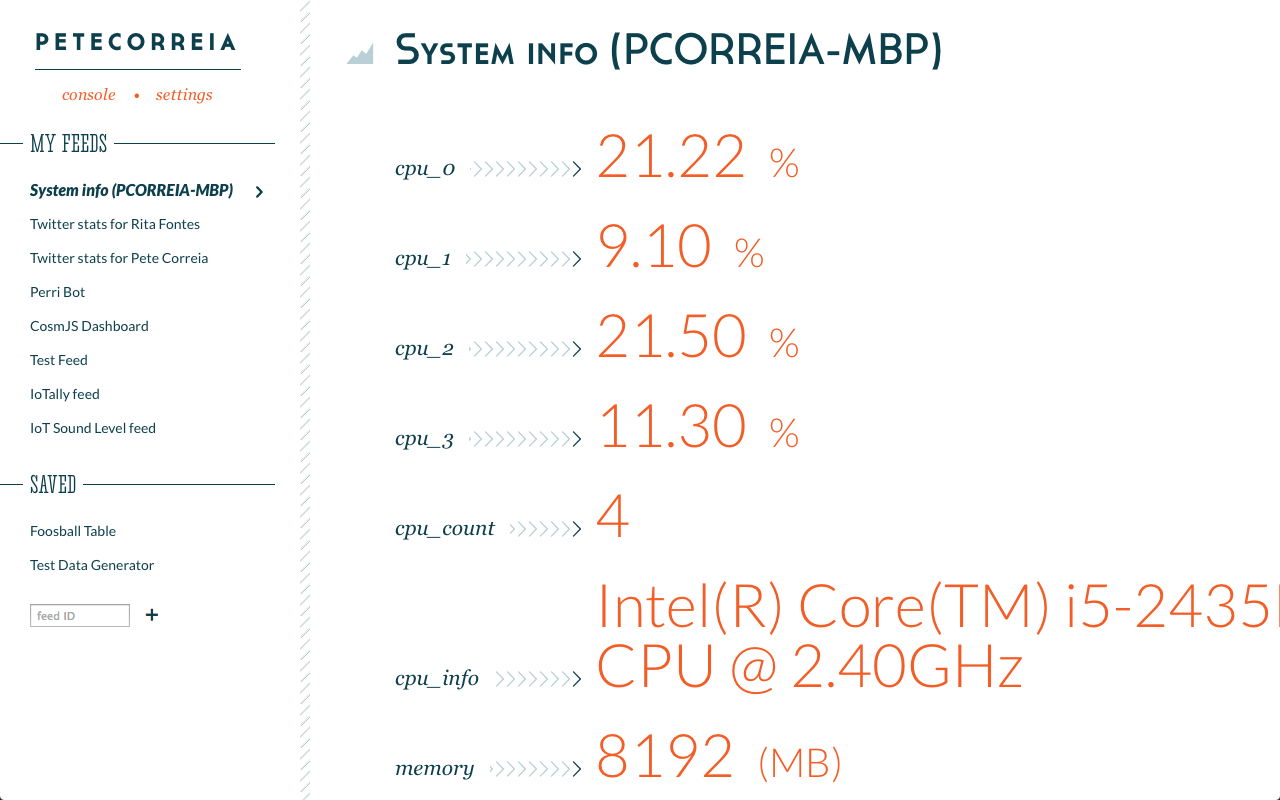 PETECORREIA
console • settings
MY FEEDS
System info (PCORREIA-MBP)
Twitter stats for Rita Fontes
Twitter stats for Pete Correia
Perri Bot
CosmJS Dashboard
Test Feed
IoTally feed
IoT Sound Level feed
SAVED
Foosball Table
Test Data Generator
feed ID +
System info (PCORREIA-MBP)
cpu_0 21.22 %
cpu_1 9.10 %
cpu_2 21.50 %
cpu_3 11.30 %
cpu_count 4
Intel(R) Core(TM) i5-2435
cpu_info CPU @ 2.40GHz
memory 8192 (MB)